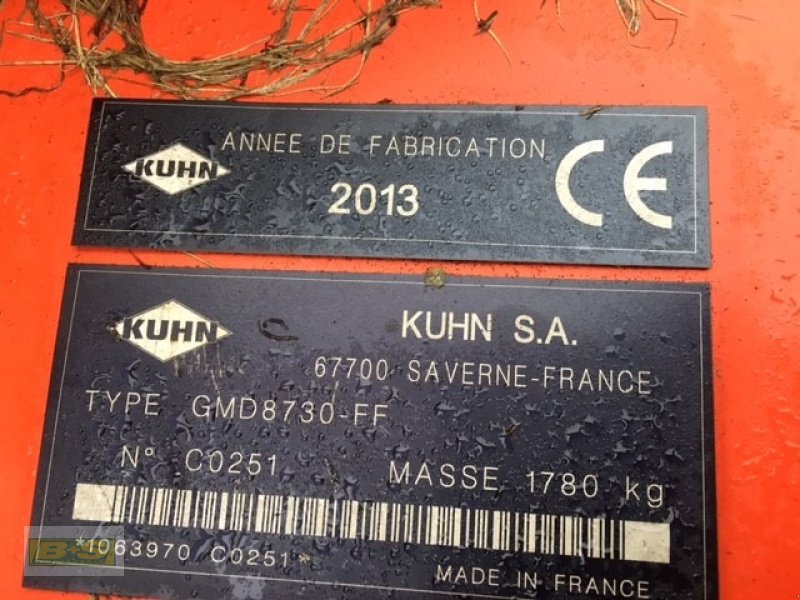 KUHN
ANNEE DE FABRICATION
2013
CE
KUHN
KUHN S.A.
67700 SAVERNE-FRANCE
TYPE GMD8730-FF
N° C0251 MASSE 1780 kg
*1063970 C0251*
MADE IN FRANCE